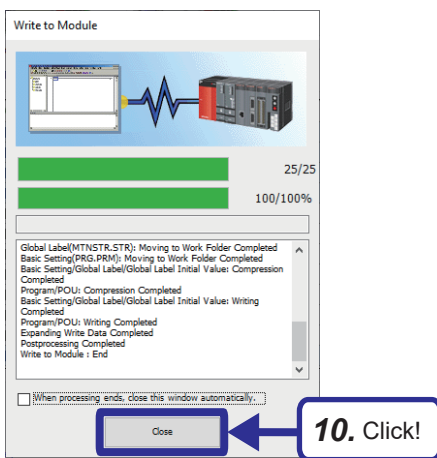 Write to Module
25/25
100/100%
Global Label(MTNSTR.STR): Moving to Work Folder Completed
Basic Setting(PRG.PRM): Moving to Work Folder Completed
Basic Setting/Global Label/Global Label Initial Value: Compression
Completed
Program/POU: Compression Completed
Basic Setting/Global Label/Global Label Initial Value: Writing
Completed
Program/POU: Writing Completed
Expanding Write Data Completed
Postprocessing Completed
Write to Module : End
When processing ends, close this window automatically.
Close
10. Click!